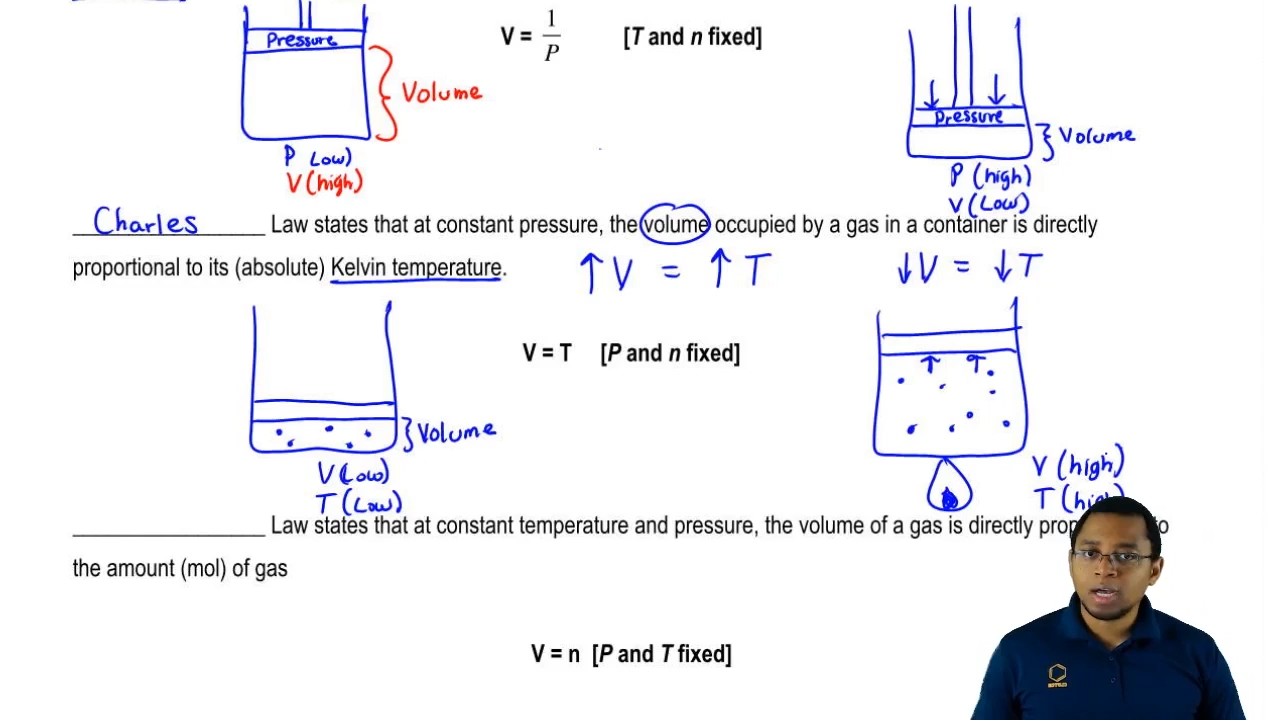 Pressure
V = 1/P [T and n fixed]
Volume
P Low)
V (high)
Pressure
Volume
P (high)
V (Low)
Charles Law states that at constant pressure, the volume occupied by a gas in a container is directly
proportional to its (absolute) Kelvin temperature.
↑V = ↑T
↓V = ↓T
V = T [P and n fixed]
Volume
V (Low)
T (Low)
V (high)
T (hig
______________ Law states that at constant temperature and pressure, the volume of a gas is directly prop to
the amount (mol) of gas
V = n [P and T fixed]